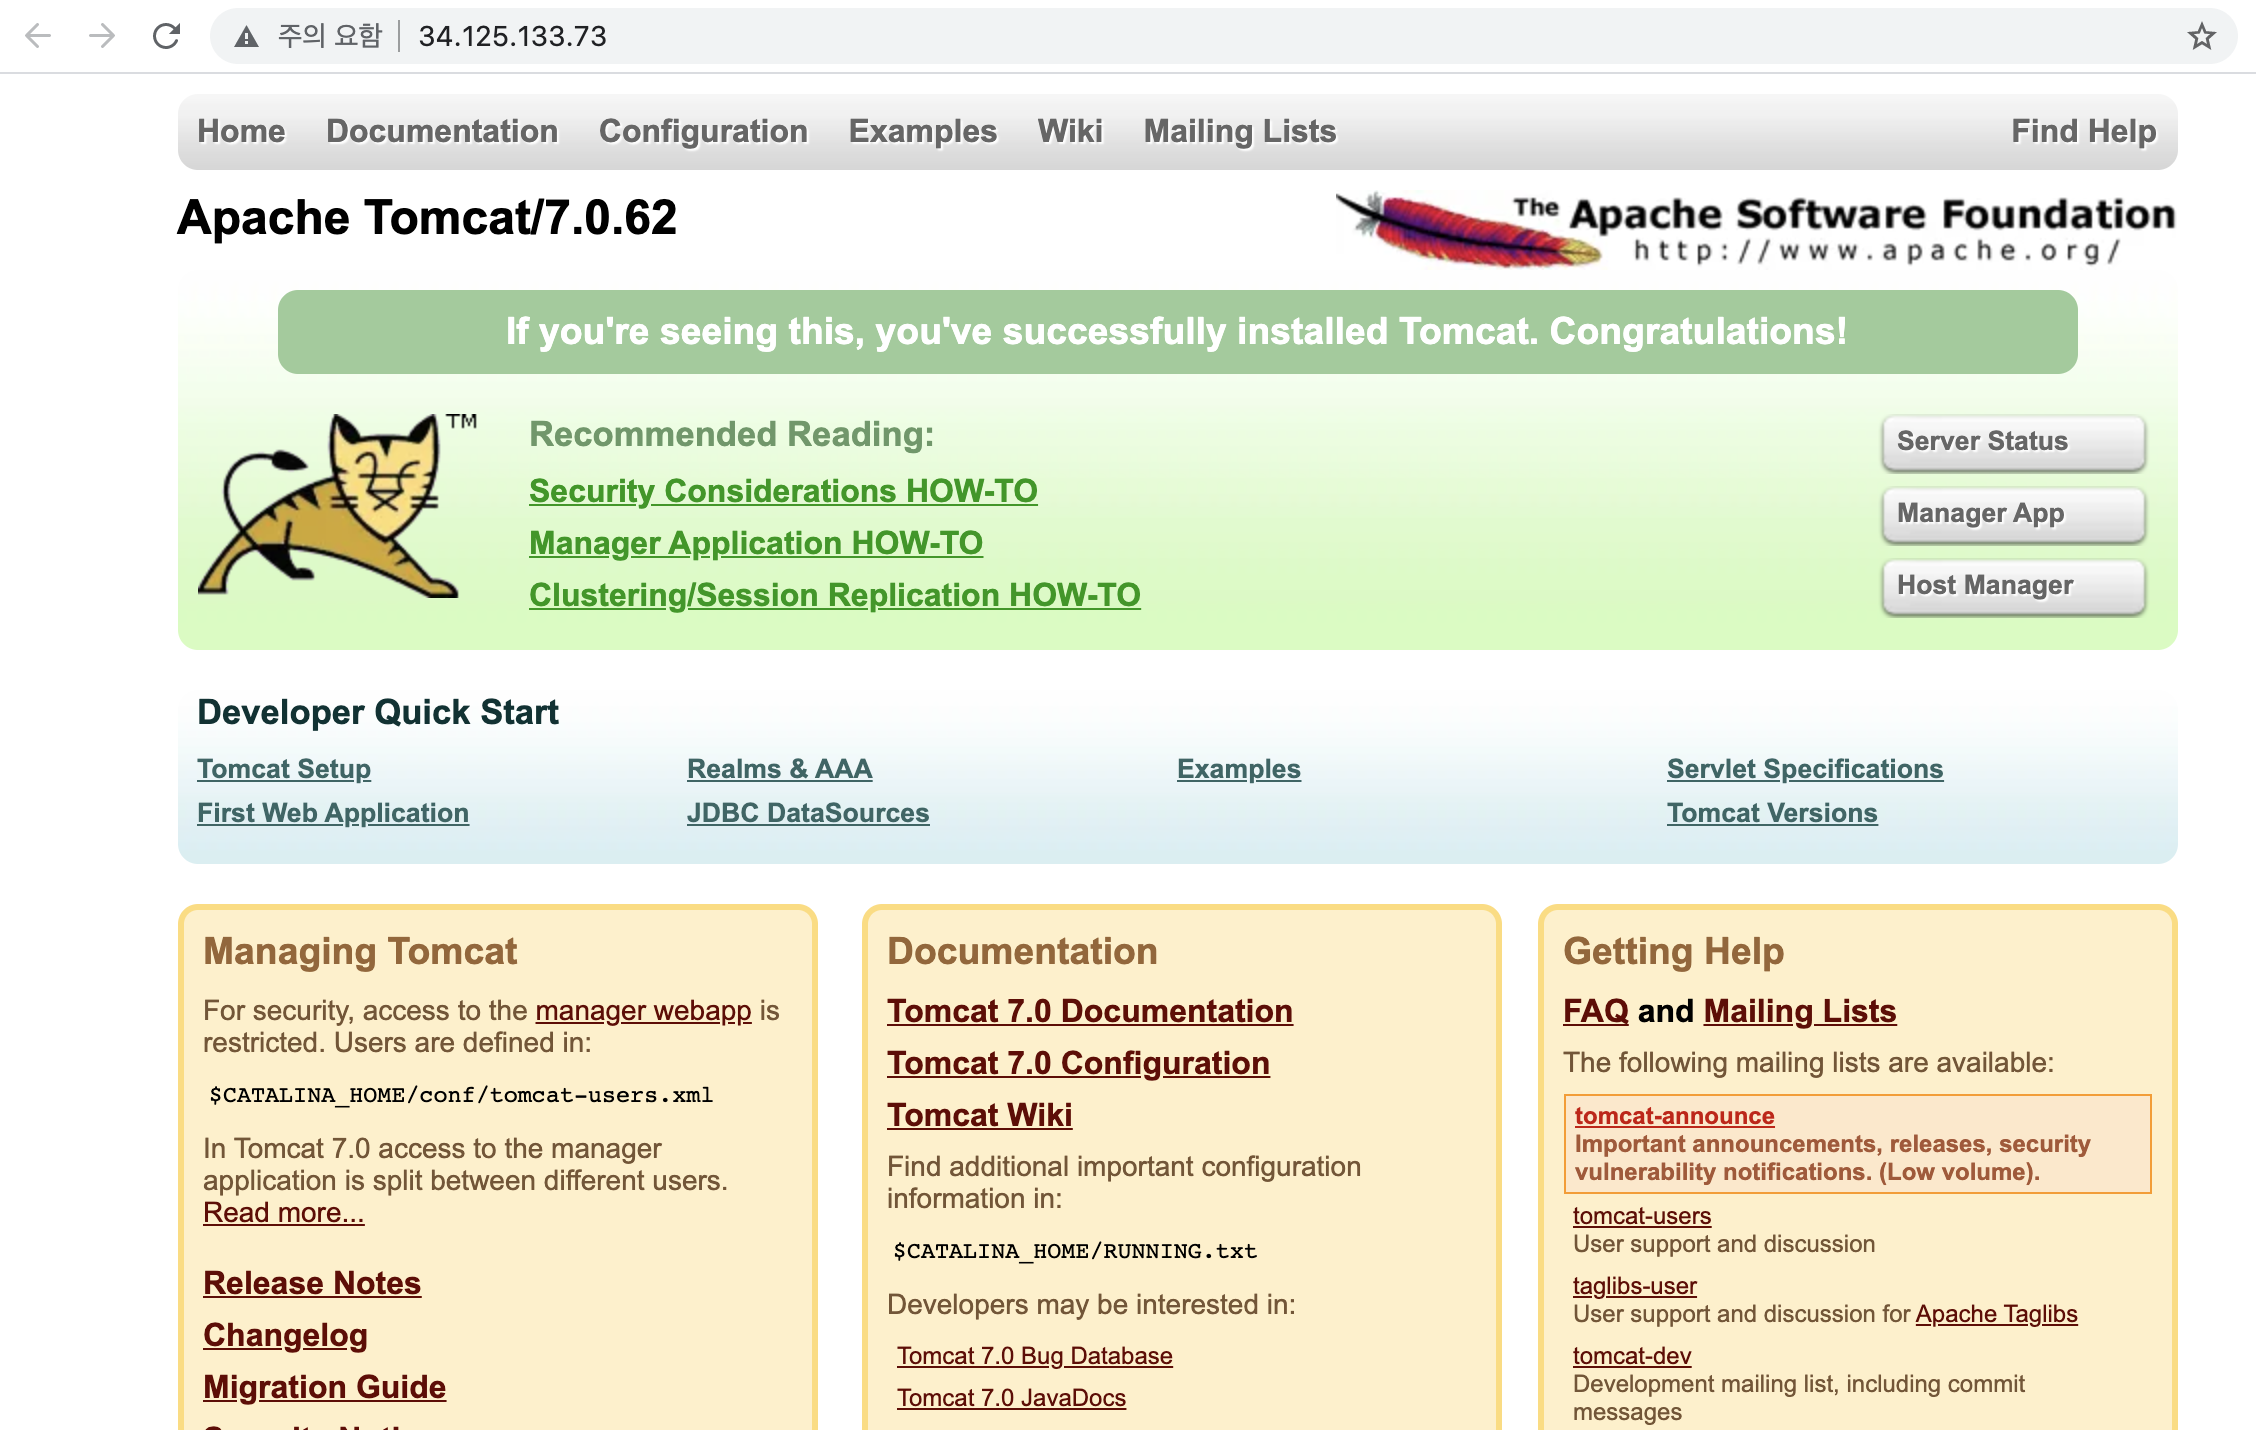 주의 요함 34.125.133.73
Home Documentation Configuration Examples Wiki Mailing Lists Find Help
Apache Tomcat/7.0.62
The Apache Software Foundation
http://www.apache.org/
If you're seeing this, you've successfully installed Tomcat. Congratulations!
TM
Recommended Reading:
Security Considerations HOW-TO
Manager Application HOW-TO
Clustering/Session Replication HOW-TO
Server Status
Manager App
Host Manager
Developer Quick Start
Tomcat Setup
First Web Application
Realms & AAA
JDBC DataSources
Examples
Servlet Specifications
Tomcat Versions
Managing Tomcat
For security, access to the manager webapp is
restricted. Users are defined in:
$CATALINA_HOME/conf/tomcat-users.xml
In Tomcat 7.0 access to the manager
application is split between different users.
Read more...
Release Notes
Changelog
Migration Guide
Documentation
Tomcat 7.0 Documentation
Tomcat 7.0 Configuration
Tomcat Wiki
Find additional important configuration
information in:
$CATALINA_HOME/RUNNING.txt
Developers may be interested in:
Tomcat 7.0 Bug Database
Tomcat 7.0 JavaDocs
Getting Help
FAQ and Mailing Lists
The following mailing lists are available:
tomcat-announce
Important announcements, releases, security
vulnerability notifications. (Low volume).
tomcat-users
User support and discussion
taglibs-user
User support and discussion for Apache Taglibs
tomcat-dev
Development mailing list, including commit
messages